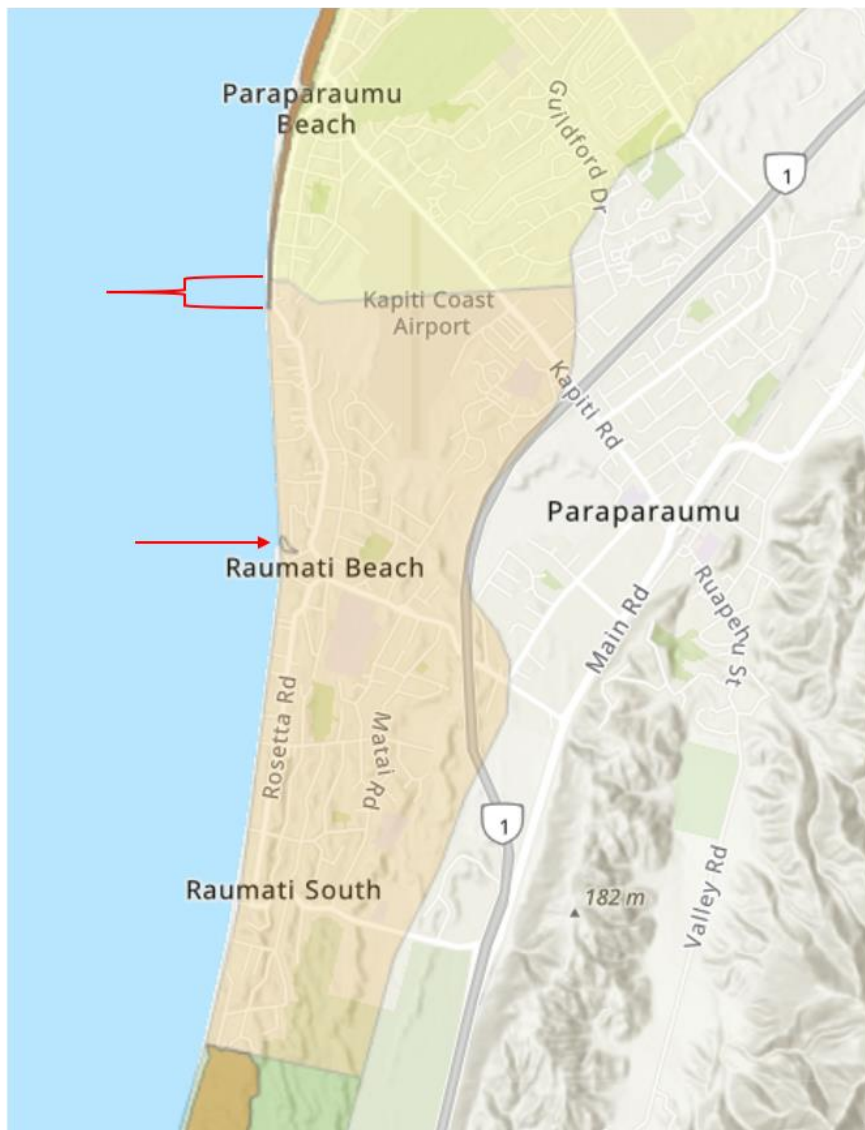 Paraparaumu
Beach
Guildford Dr
1
Kapiti Coast
Airport
Kapiti Rd
Paraparaumu
Raumati Beach
Main Rd
Ruapehu St
Rosetta Rd
Matai Rd
1
Valley Rd
Raumati South
182 m